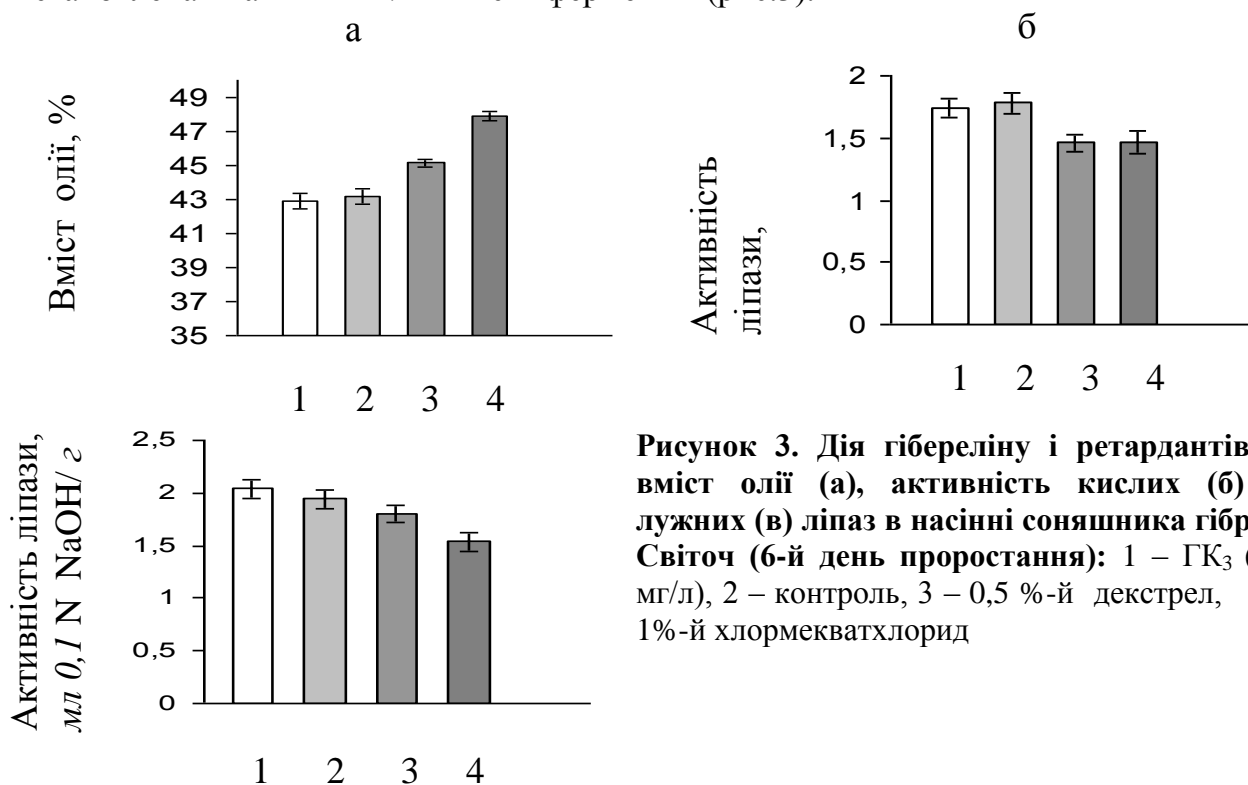 (рис.3).
а
б
Вміст олії, %
49
47
45
43
41
39
37
35
1 2 3 4
Активність
ліпази,
2
1,5
1
0,5
0
1 2 3 4
Активність ліпази,
мл 0,1 N NaOH/ г
2,5
2
1,5
1
0,5
0
1 2 3 4
Рисунок 3. Дія гібереліну і ретардантів
вміст олії (а), активність кислих (б)
лужних (в) ліпаз в насінні соняшника гібр
Світоч (6-й день проростання): 1 – ГК₃ (
мг/л), 2 – контроль, 3 – 0,5 %-й декстрел,
1%-й хлормекватхлорид